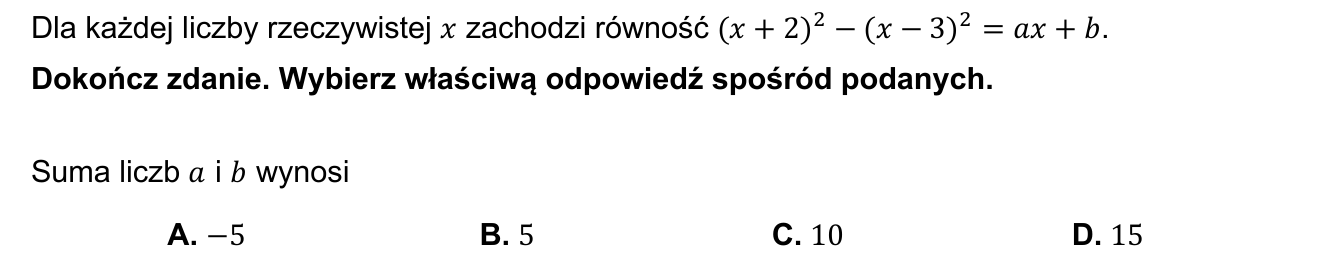 Dla każdej liczby rzeczywistej x zachodzi równość (x + 2)² − (x − 3)² = ax + b.
Dokończ zdanie. Wybierz właściwą odpowiedź spośród podanych.
Suma liczb a i b wynosi
A. −5 B. 5 C. 10 D. 15